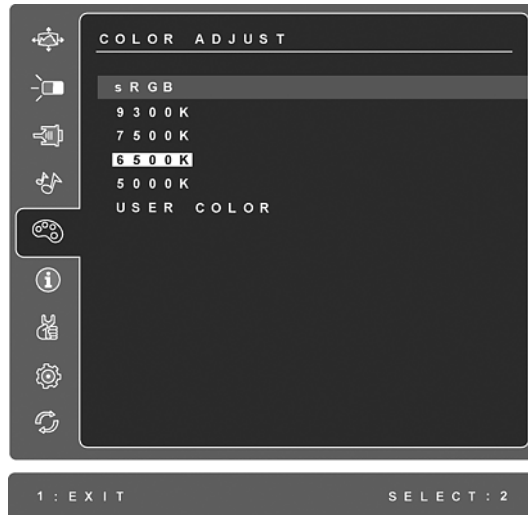 COLOR ADJUST
sRGB
9300K
7500K
6500K
5000K
USER COLOR
1:EXIT SELECT:2